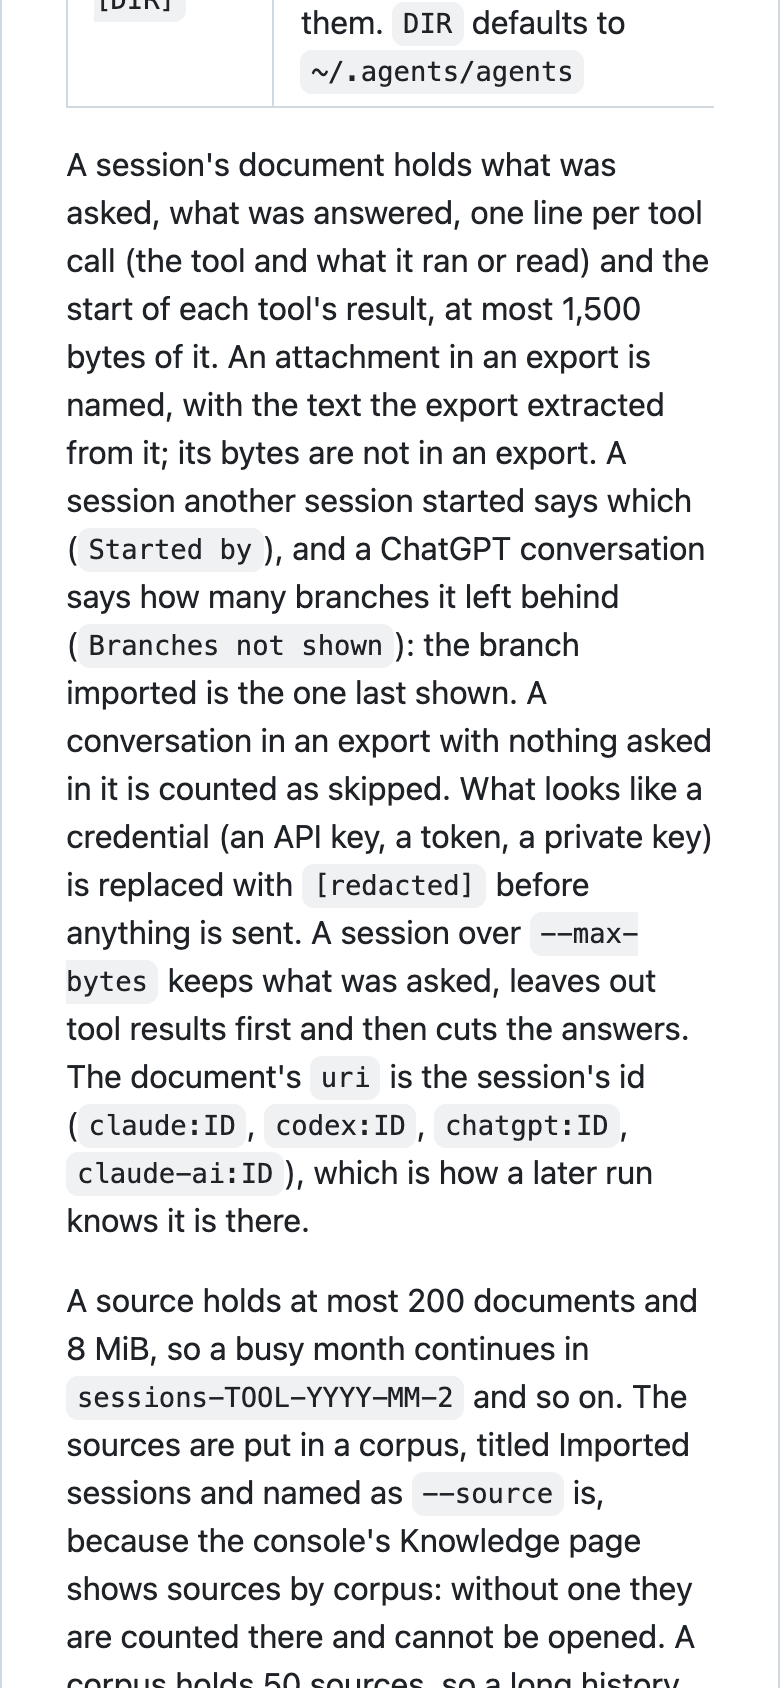 [DIR]
them. DIR defaults to
~/.agents/agents
A session's document holds what was
asked, what was answered, one line per tool
call (the tool and what it ran or read) and the
start of each tool's result, at most 1,500
bytes of it. An attachment in an export is
named, with the text the export extracted
from it; its bytes are not in an export. A
session another session started says which
(Started by), and a ChatGPT conversation
says how many branches it left behind
(Branches not shown): the branch
imported is the one last shown. A
conversation in an export with nothing asked
in it is counted as skipped. What looks like a
credential (an API key, a token, a private key)
is replaced with [redacted] before
anything is sent. A session over --max-
bytes keeps what was asked, leaves out
tool results first and then cuts the answers.
The document's uri is the session's id
(claude:ID, codex:ID, chatgpt:ID,
claude-ai:ID), which is how a later run
knows it is there.
A source holds at most 200 documents and
8 MiB, so a busy month continues in
sessions-TOOL-YYYY-MM-2 and so on. The
sources are put in a corpus, titled Imported
sessions and named as --source is,
because the console's Knowledge page
shows sources by corpus: without one they
are counted there and cannot be opened. A
corpus holds 50 sources, so a long history